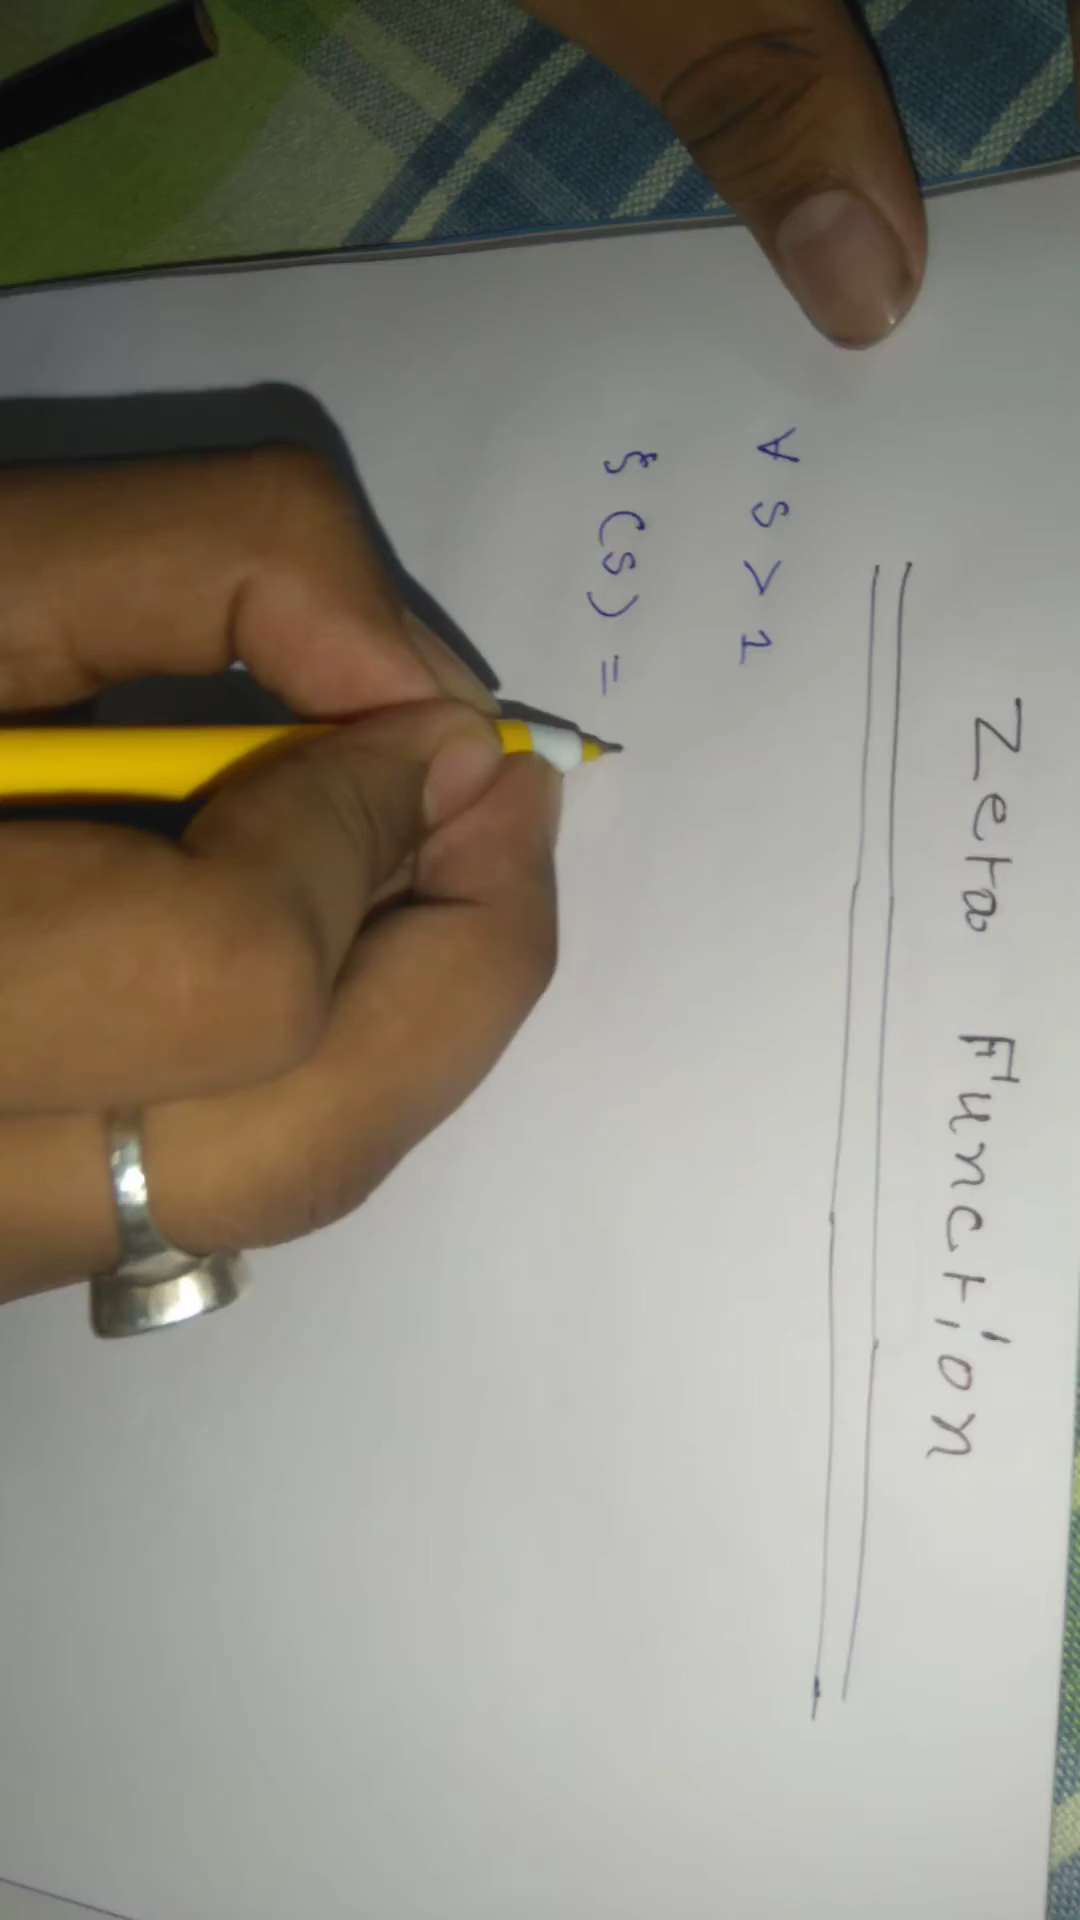 Zeta Function
∀ s > 1
ξ (s) =